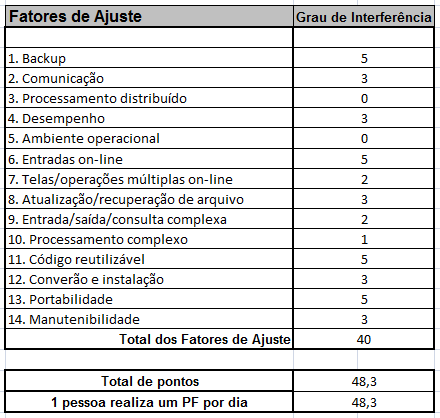 Fatores de Ajuste Grau de Interferência
1. Backup 5
2. Comunicação 3
3. Processamento distribuído 0
4. Desempenho 3
5. Ambiente operacional 0
6. Entradas on-line 5
7. Telas/operações múltiplas on-line 2
8. Atualização/recuperação de arquivo 3
9. Entrada/saída/consulta complexa 2
10. Processamento complexo 1
11. Código reutilizável 5
12. Converão e instalação 3
13. Portabilidade 5
14. Manutenibilidade 3
Total dos Fatores de Ajuste 40
Total de pontos 48,3
1 pessoa realiza um PF por dia 48,3